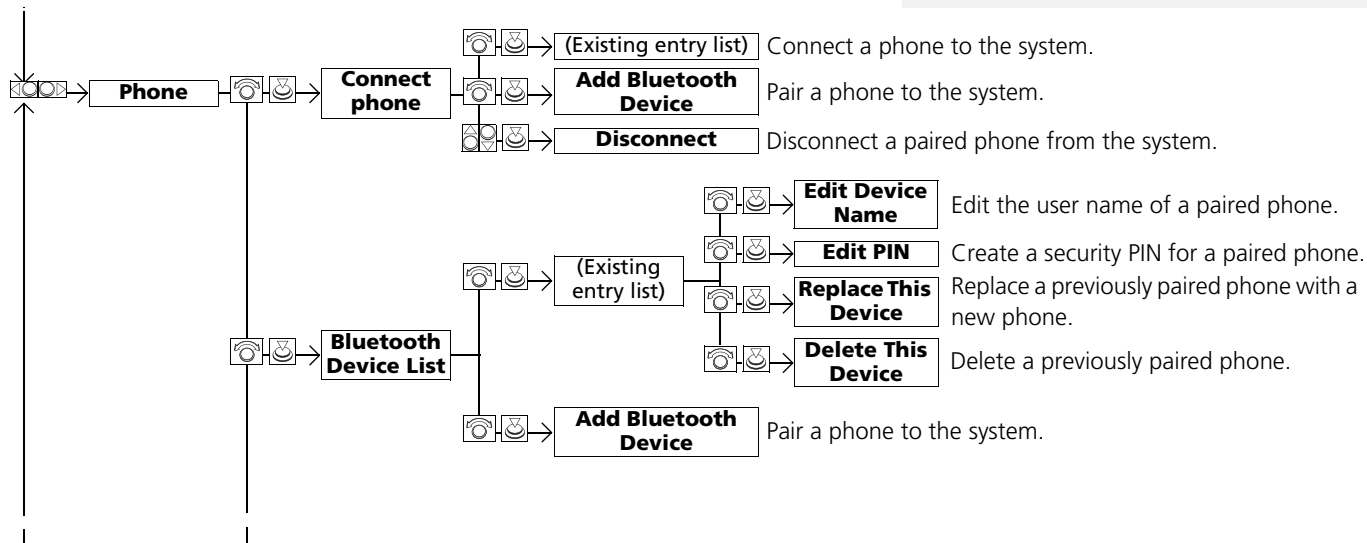 (Existing entry list) Connect a phone to the system.
Phone
Connect
phone
Add Bluetooth
Device
Pair a phone to the system.
Disconnect
Disconnect a paired phone from the system.
Bluetooth
Device List
(Existing
entry list)
Edit Device
Name
Edit the user name of a paired phone.
Edit PIN
Create a security PIN for a paired phone.
Replace This
Device
Replace a previously paired phone with a
new phone.
Delete This
Device
Delete a previously paired phone.
Add Bluetooth
Device
Pair a phone to the system.